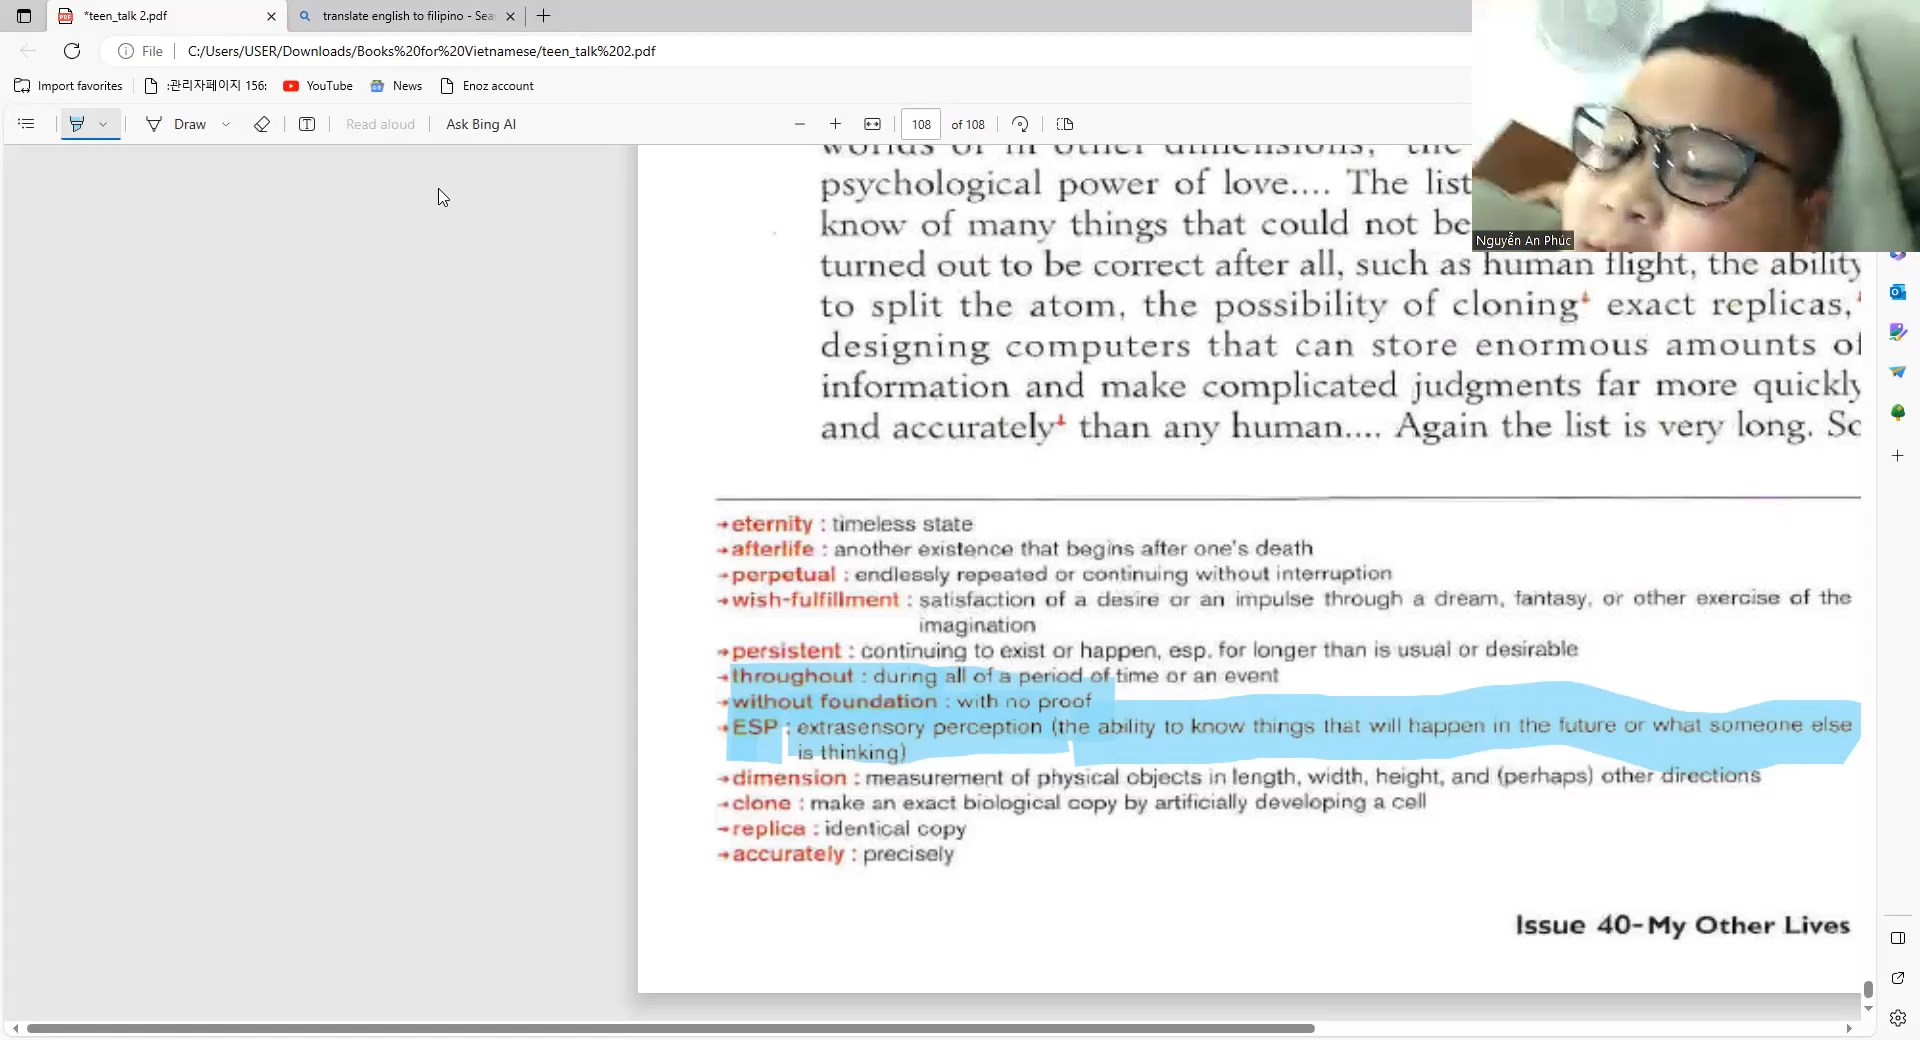 *teen_talk 2.pdf
translate english to filipino - Sea
File
C:/Users/USER/Downloads/Books%20for%20Vietnamese/teen_talk%202.pdf
Import favorites
:관리자페이지 156:
YouTube
News
Enoz account
Draw
Read aloud
Ask Bing AI
108 of 108
Nguyễn An Phúc
worlds or in other dimensions, the
psychological power of love.... The list
know of many things that could not be
turned out to be correct after all, such as human flight, the ability
to split the atom, the possibility of cloning exact replicas,
designing computers that can store enormous amounts of
information and make complicated judgments far more quickly
and accurately than any human.... Again the list is very long. So
→eternity : timeless state
→afterlife : another existence that begins after one's death
→perpetual : endlessly repeated or continuing without interruption
→wish-fulfillment : satisfaction of a desire or an impulse through a dream, fantasy, or other exercise of the
imagination
→persistent : continuing to exist or happen, esp. for longer than is usual or desirable
→throughout : during all of a period of time or an event
→without foundation : with no proof
→ESP : extrasensory perception (the ability to know things that will happen in the future or what someone else
is thinking)
→dimension : measurement of physical objects in length, width, height, and (perhaps) other directions
→clone : make an exact biological copy by artificially developing a cell
→replica : identical copy
→accurately : precisely
Issue 40-My Other Lives